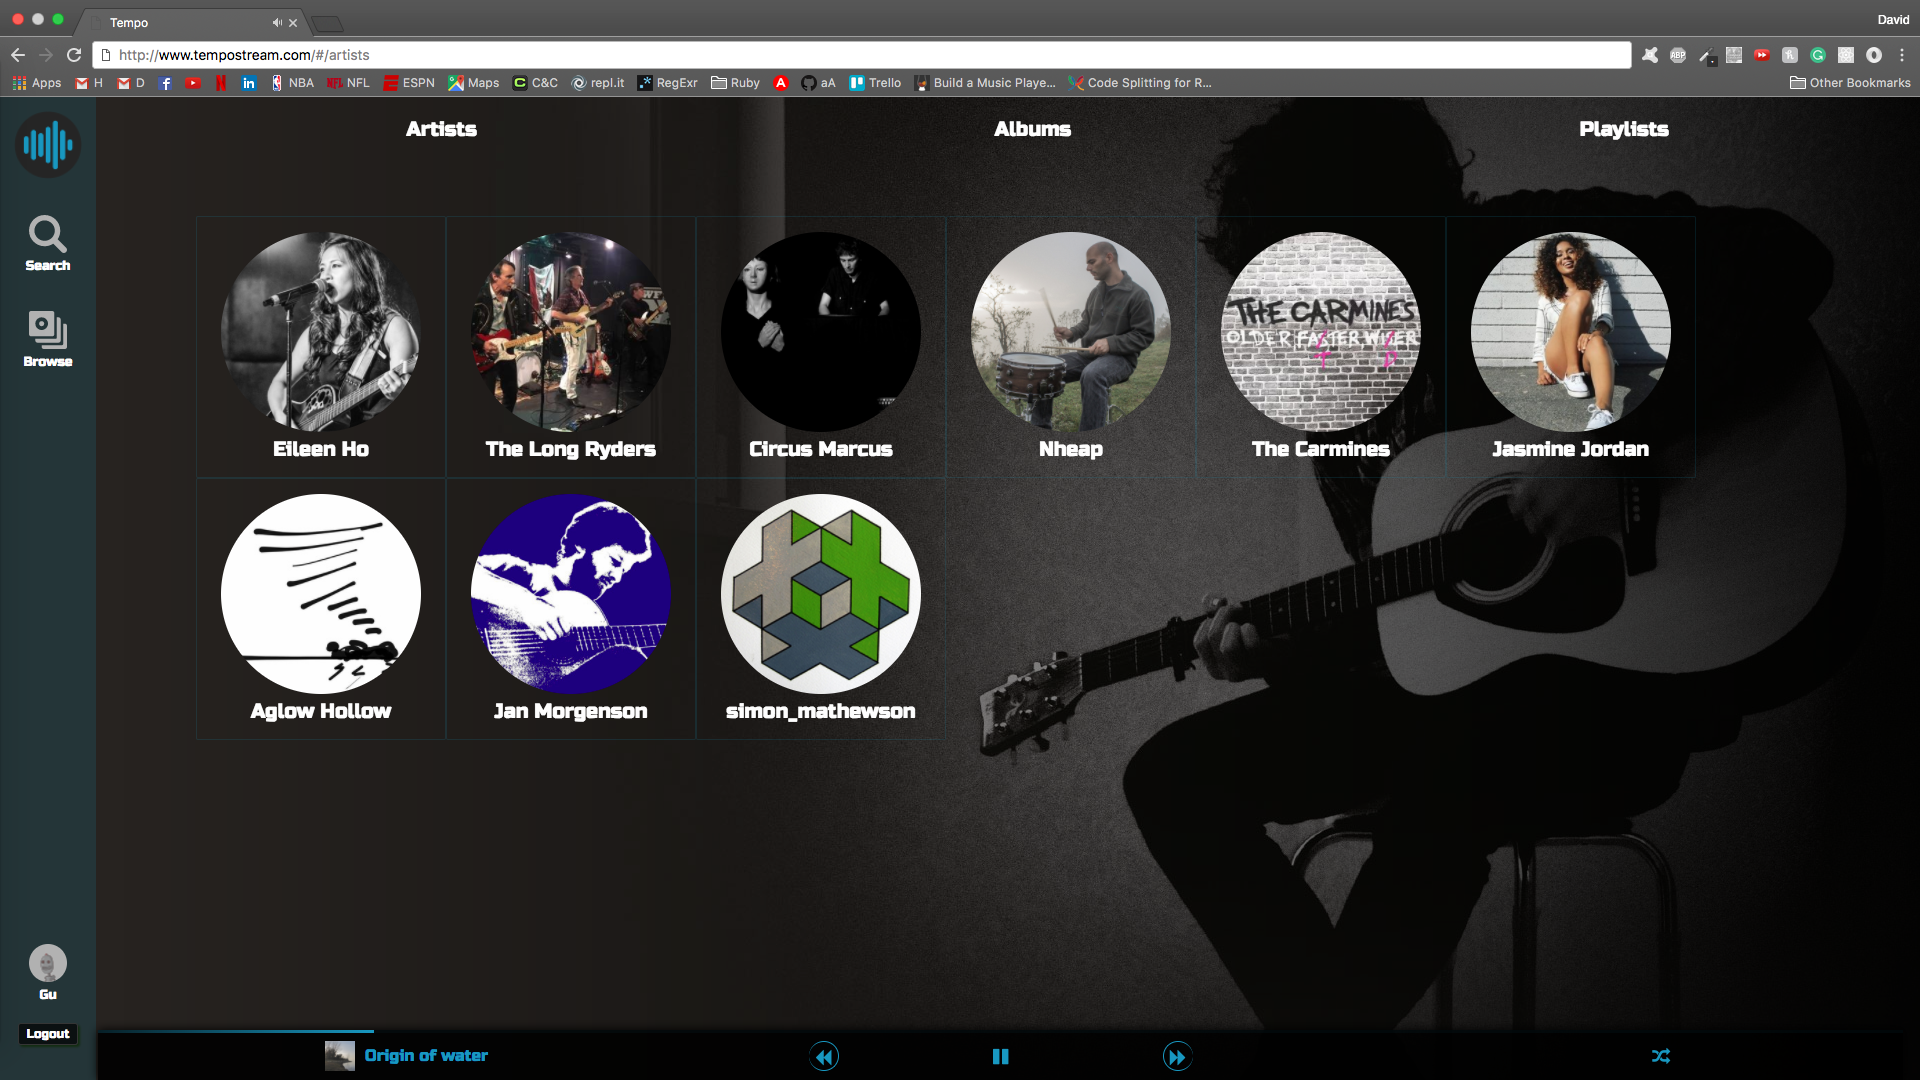 Tempo
David
http://www.tempostream.com/#/artists
Apps
H
D
NBA
NFL
ESPN
Maps
C&C
repl.it
RegExr
Ruby
aA
Trello
Build a Music Playe...
Code Splitting for R...
Other Bookmarks
Artists
Albums
Playlists
Search
Browse
THE CARMINES
OLDER FASTER WISER
Eileen Ho
The Long Ryders
Circus Marcus
Nheap
The Carmines
Jasmine Jordan
Aglow Hollow
Jan Morgenson
simon_mathewson
Gu
Logout
Origin of water